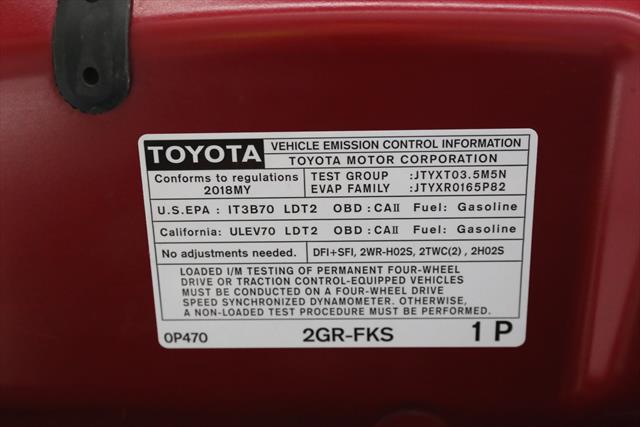 TOYOTA
VEHICLE EMISSION CONTROL INFORMATION
TOYOTA MOTOR CORPORATION
Conforms to regulations
2018MY
TEST GROUP :JTYXT03.5M5N
EVAP FAMILY :JTYXR0165P82
U.S.EPA : IT3B70 LDT2 OBD : CAII Fuel: Gasoline
California: ULEV70 LDT2 OBD : CAII Fuel: Gasoline
No adjustments needed.
DFI+SFI, 2WR-HO2S, 2TWC(2) , 2HO2S
LOADED I/M TESTING OF PERMANENT FOUR-WHEEL
DRIVE OR TRACTION CONTROL-EQUIPPED VEHICLES
MUST BE CONDUCTED ON A FOUR-WHEEL DRIVE
SPEED SYNCHRONIZED DYNAMOMETER. OTHERWISE,
A NON-LOADED TEST PROCEDURE MUST BE PERFORMED.
0P470 2GR-FKS 1 P